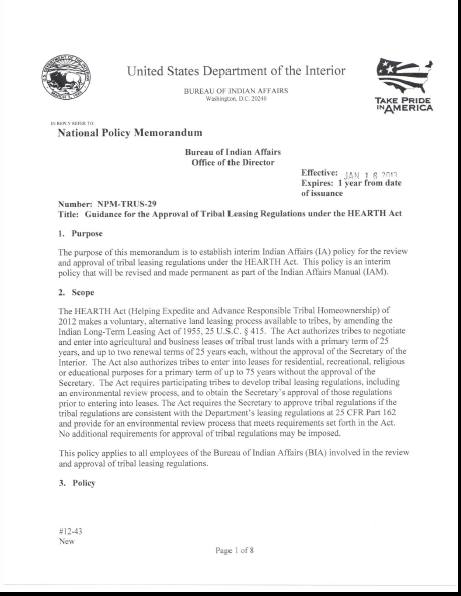 United States Department of the Interior
BUREAU OF INDIAN AFFAIRS
Washington, D.C. 20240
TAKE PRIDE
IN AMERICA
IN REPLY REFER TO:
National Policy Memorandum
Bureau of Indian Affairs
Office of the Director
Effective: JAN 16 2013
Expires: 1 year from date
of issuance
Number: NPM-TRUS-29
Title: Guidance for the Approval of Tribal Leasing Regulations under the HEARTH Act
1. Purpose
The purpose of this memorandum is to establish interim Indian Affairs (IA) policy for the review
and approval of tribal leasing regulations under the HEARTH Act. This policy is an interim
policy that will be revised and made permanent as part of the Indian Affairs Manual (IAM).
2. Scope
The HEARTH Act (Helping Expedite and Advance Responsible Tribal Homeownership) of
2012 makes a voluntary, alternative land leasing process available to tribes, by amending the
Indian Long-Term Leasing Act of 1955, 25 U.S.C. § 415. The Act authorizes tribes to negotiate
and enter into agricultural and business leases of tribal trust lands with a primary term of 25
years, and up to two renewal terms of 25 years each, without the approval of the Secretary of the
Interior. The Act also authorizes tribes to enter into leases for residential, recreational, religious
or educational purposes for a primary term of up to 75 years without the approval of the
Secretary. The Act requires participating tribes to develop tribal leasing regulations, including
an environmental review process, and to obtain the Secretary's approval of those regulations
prior to entering into leases. The Act requires the Secretary to approve tribal regulations if the
tribal regulations are consistent with the Department's leasing regulations at 25 CFR Part 162
and provide for an environmental review process that meets requirements set forth in the Act.
No additional requirements for approval of tribal regulations may be imposed.
This policy applies to all employees of the Bureau of Indian Affairs (BIA) involved in the review
and approval of tribal leasing regulations.
3. Policy
#12-43
New
Page 1 of 8